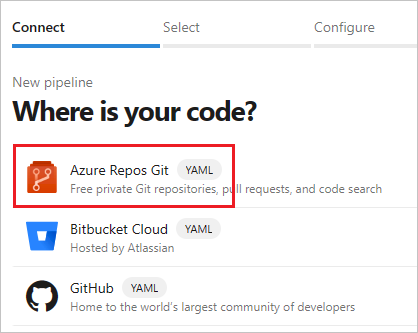 Connect Select Configure
New pipeline
Where is your code?
Azure Repos Git YAML
Free private Git repositories, pull requests, and code search
Bitbucket Cloud YAML
Hosted by Atlassian
GitHub YAML
Home to the world's largest community of developers